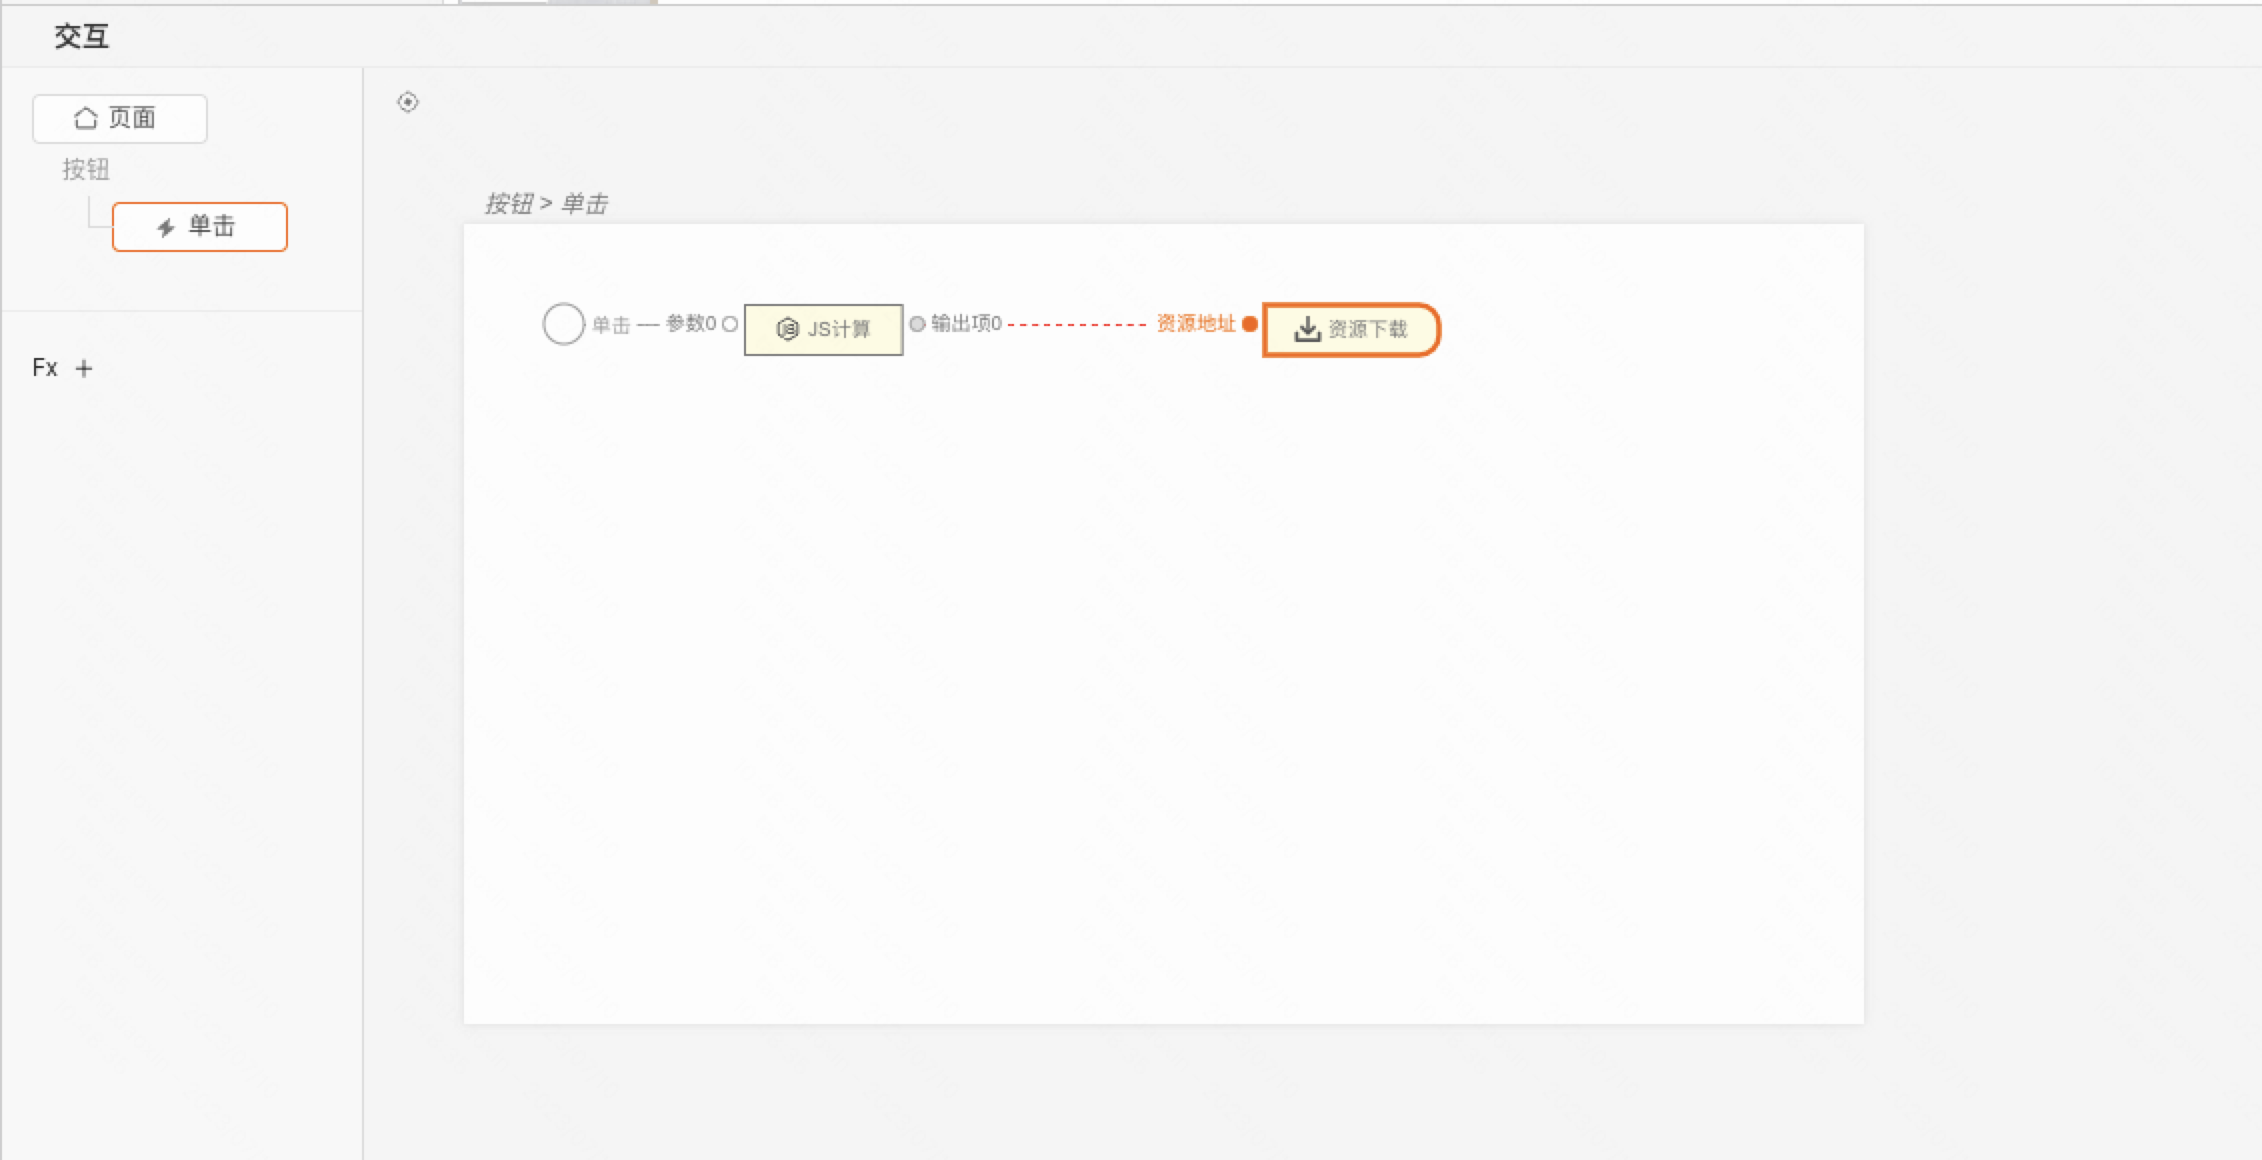 交互
页面
按钮
单击
Fx +
按钮 > 单击
单击 参数0 JS计算 输出项0 资源地址 资源下载